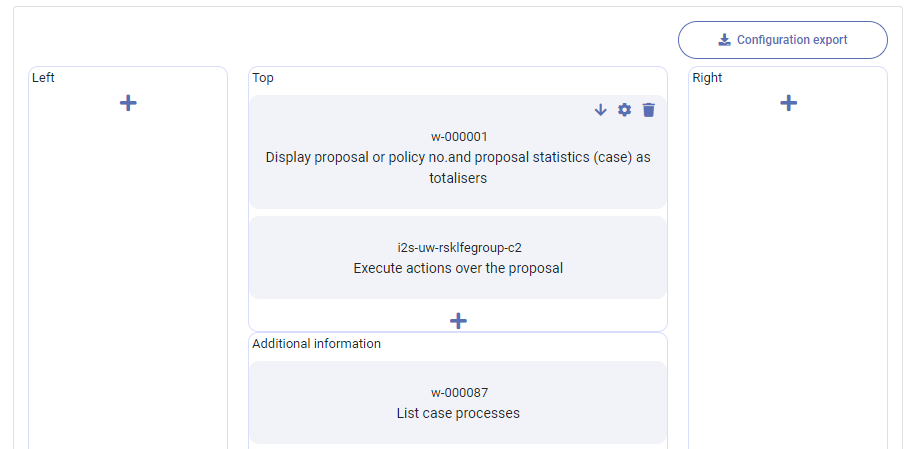 Configuration export
Left
Top
Right
w-000001
Display proposal or policy no.and proposal statistics (case) as
totalisers
i2s-uw-rsklfegroup-c2
Execute actions over the proposal
Additional information
w-000087
List case processes